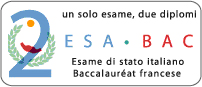 un solo esame, due diplomi
2 ESA • BAC
Esame di stato italiano
Baccalauréat francese